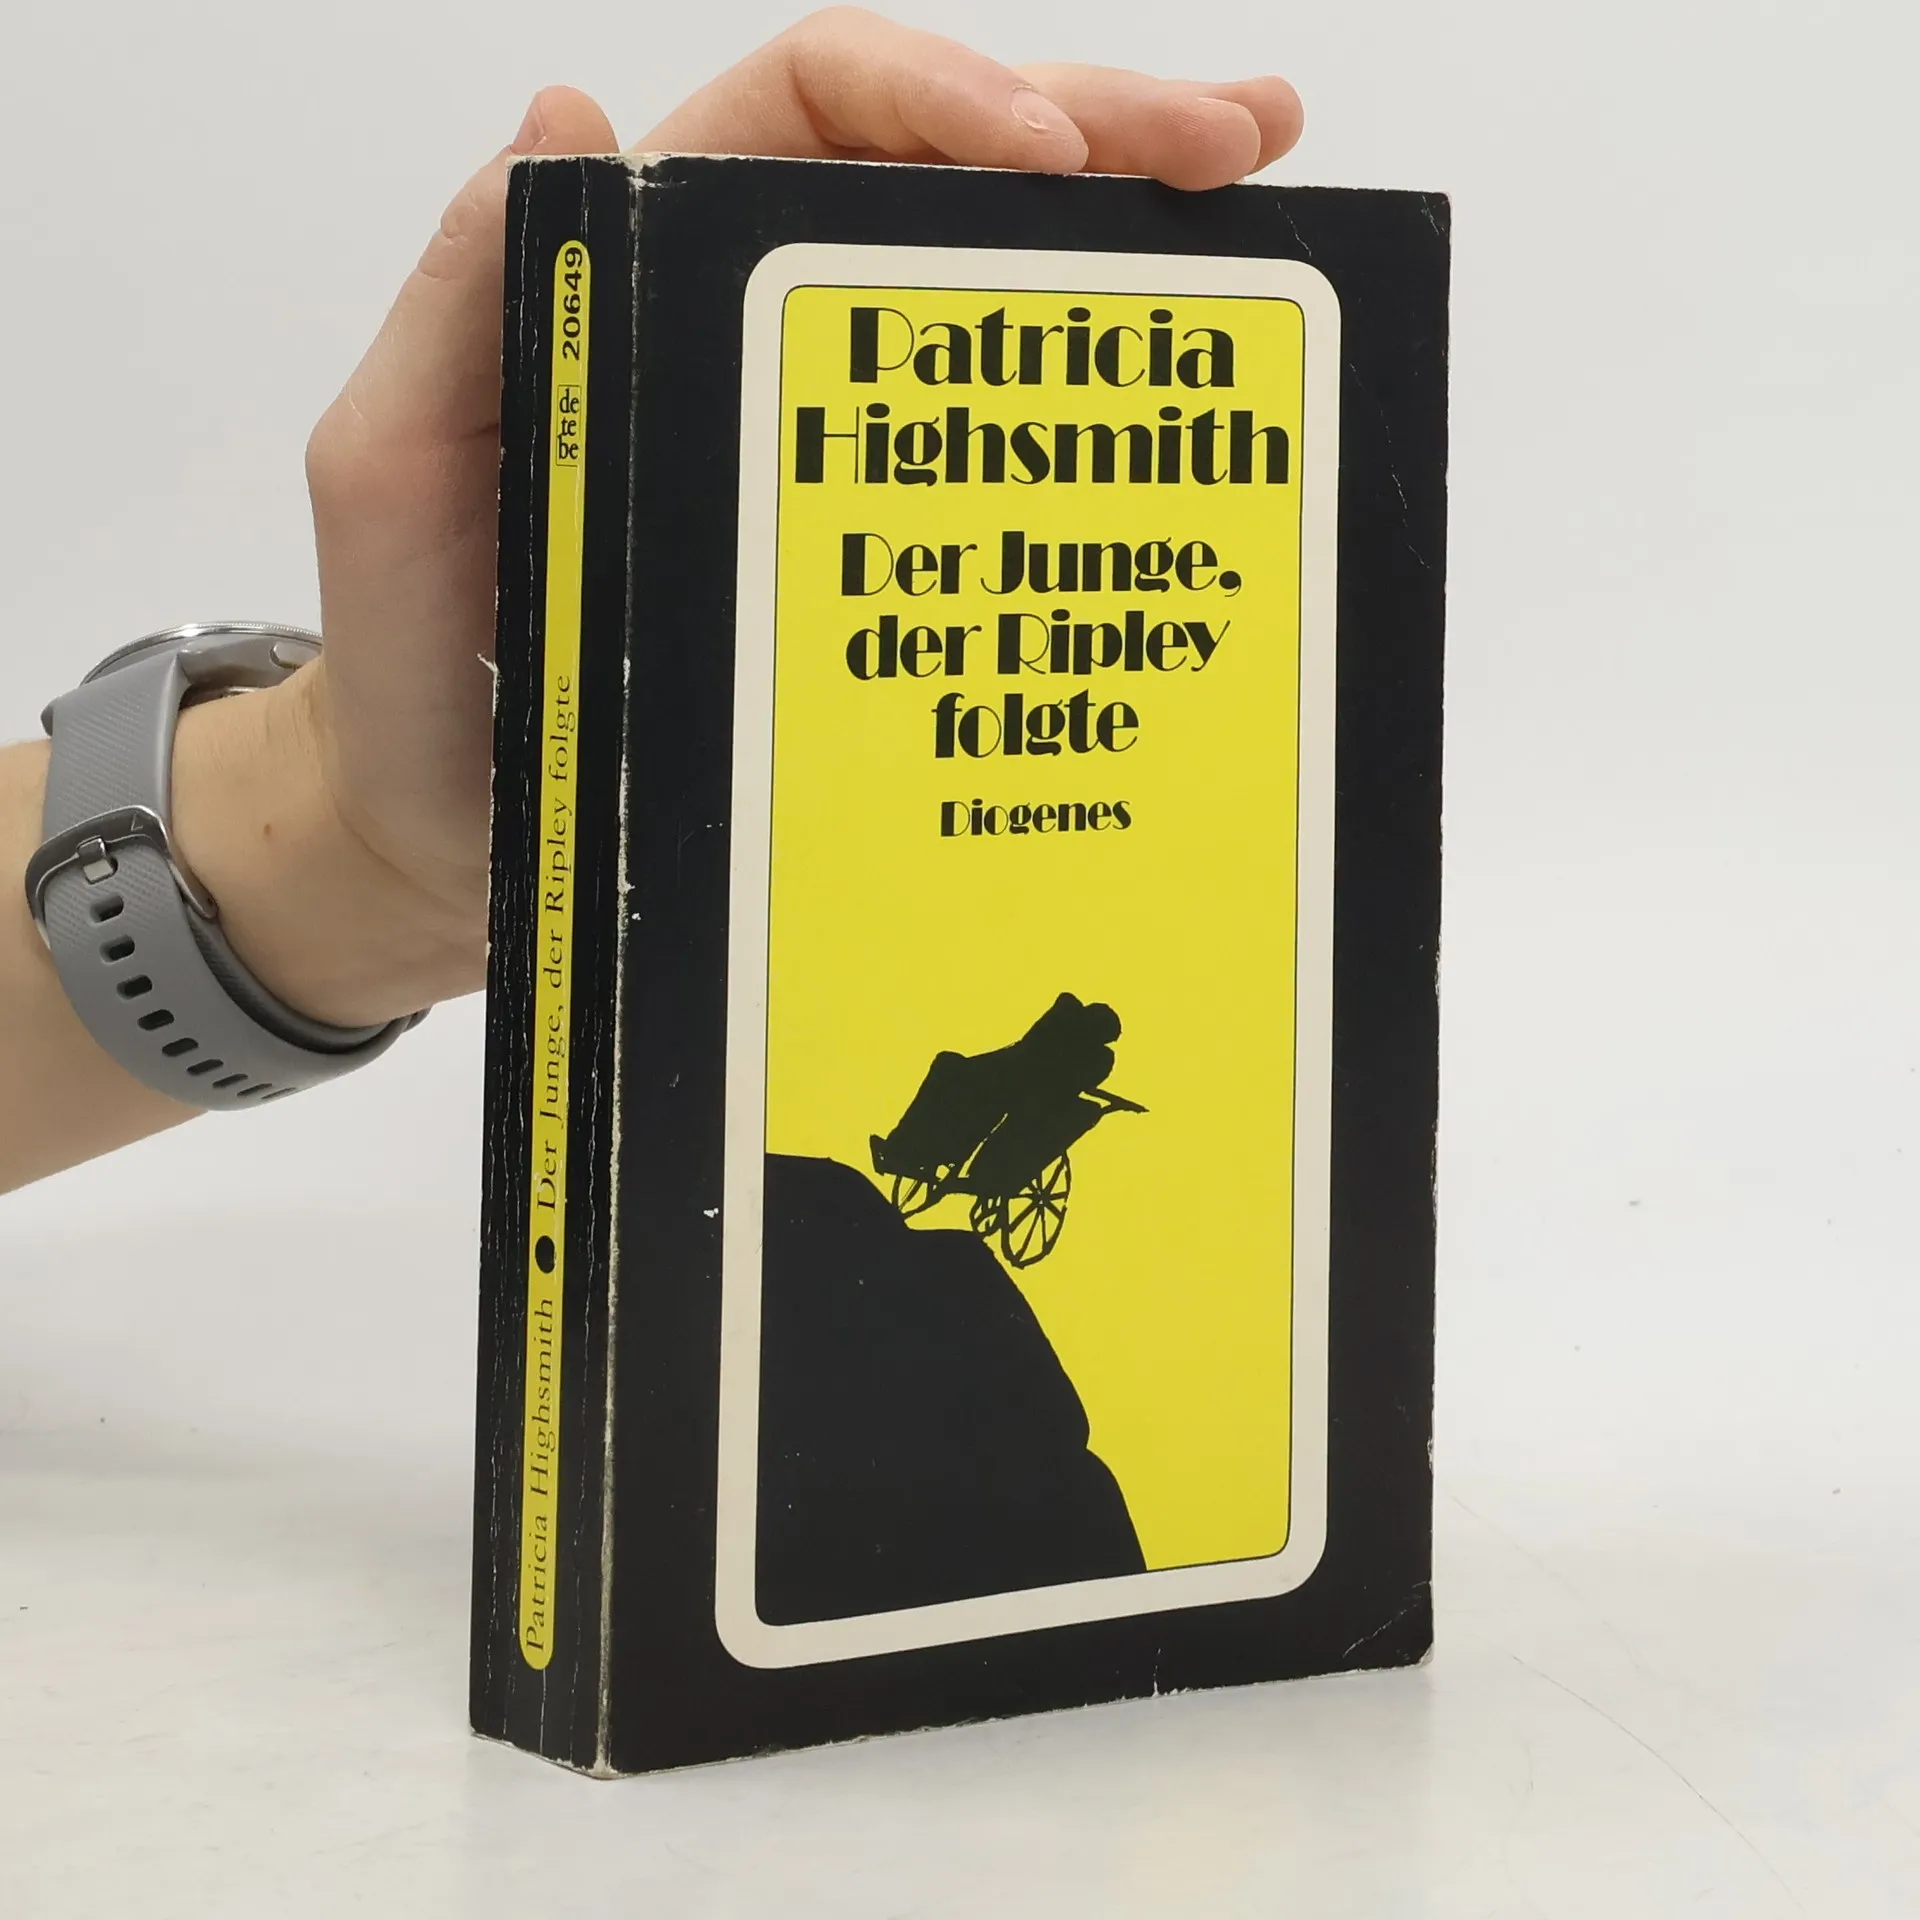 Patricia
Highsmith
Der Junge,
der Ripley
folgte
Diogenes
Patricia Highsmith ● Der Junge, der Ripley folgte
de
te
be
20649